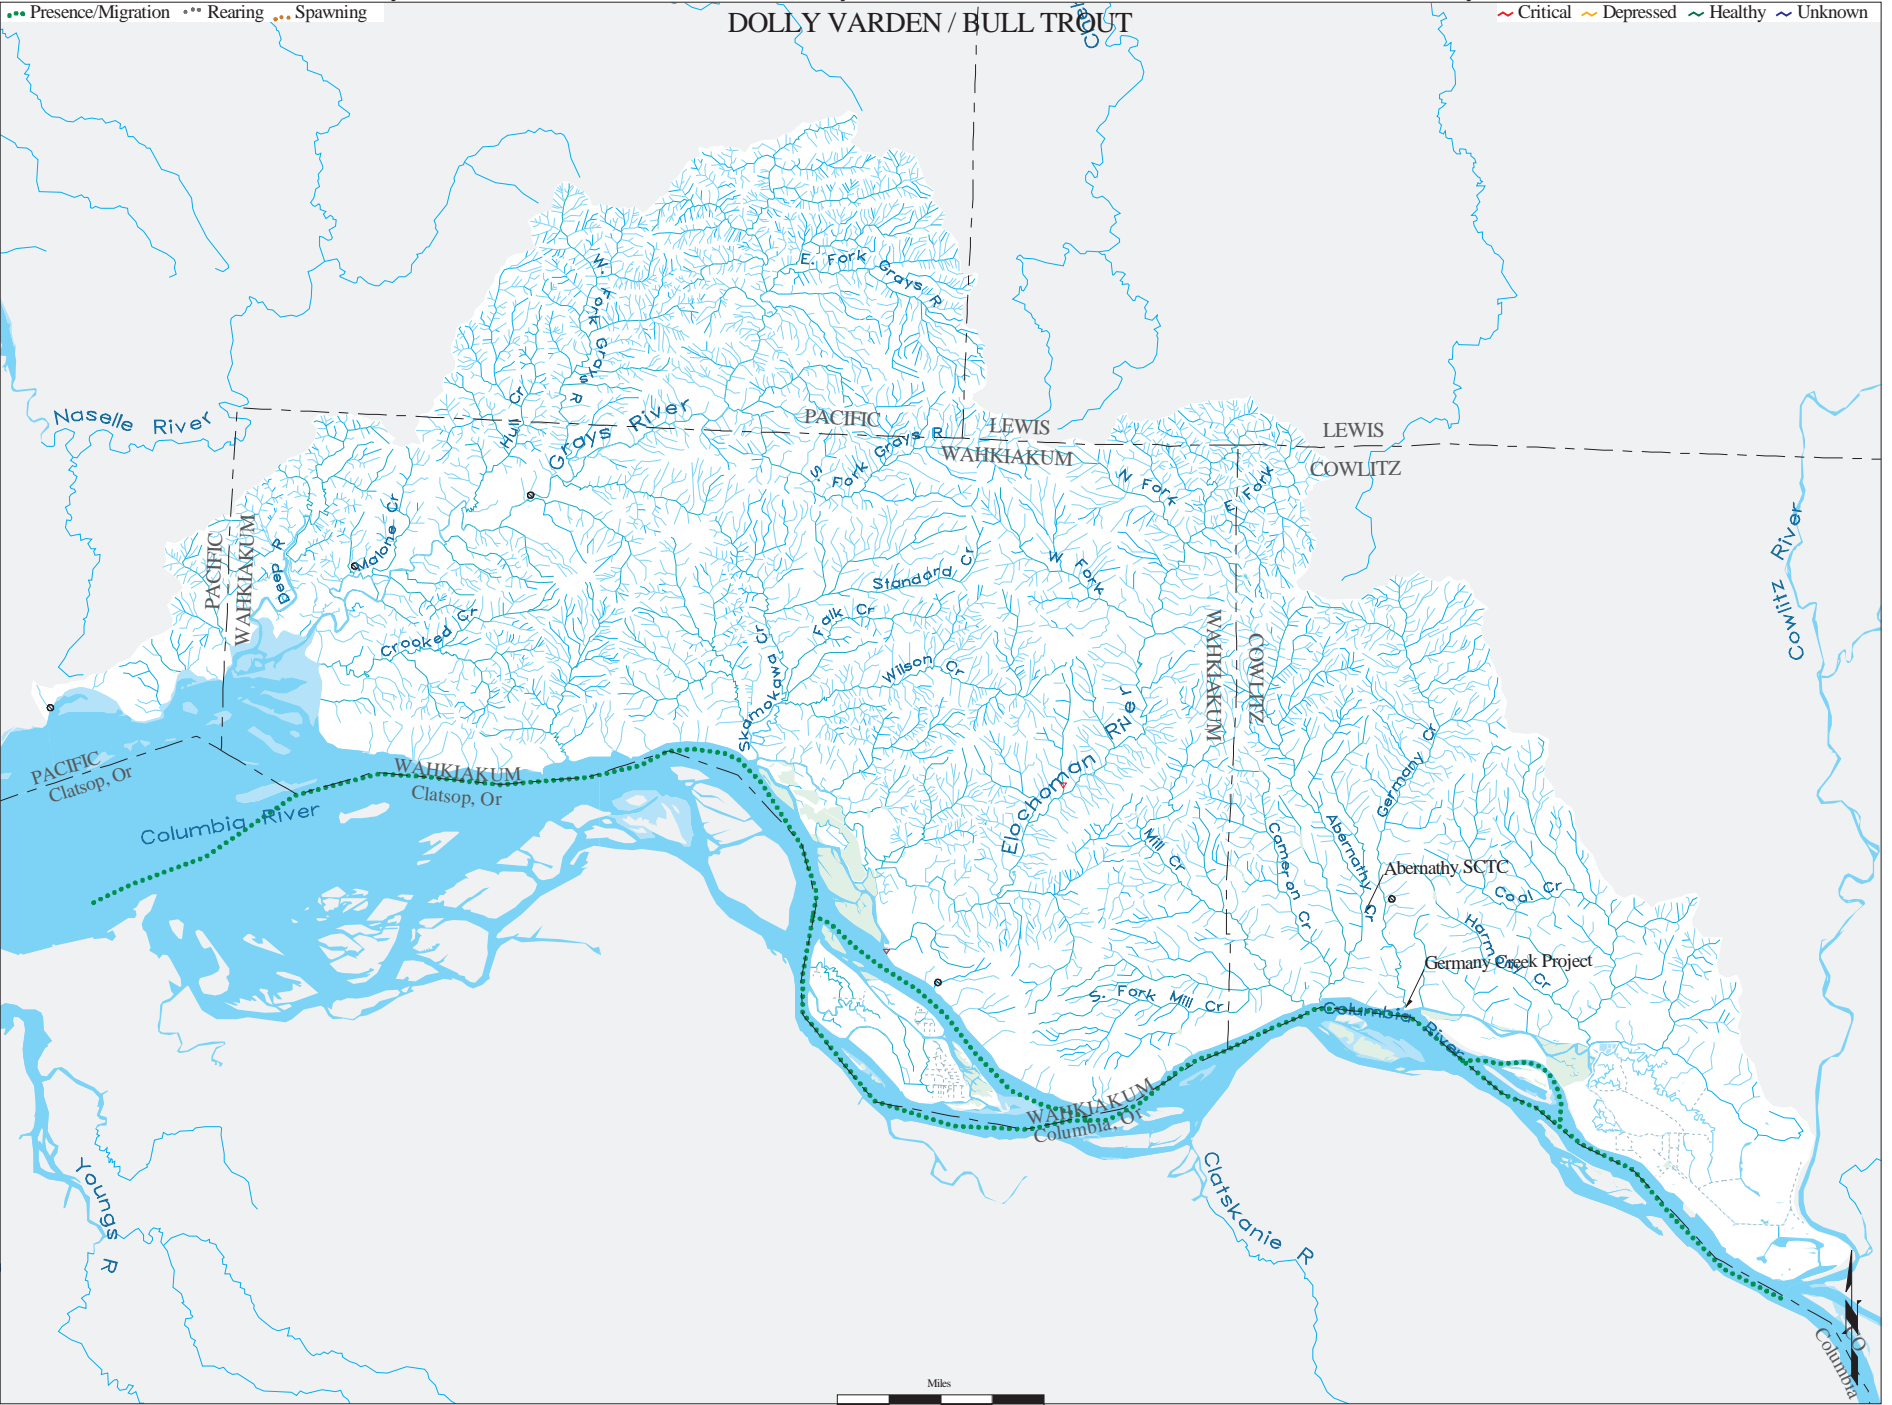 Presence/Migration Rearing Spawning
DOLLY VARDEN / BULL TROUT
Critical Depressed Healthy Unknown
E. Fork Grays R
W. Fork Grays R
Hull Cr
Naselle River
Grays River
PACIFIC
LEWIS
LEWIS
S. Fork Grays R
WAHKIAKUM
COWLITZ
N Fork
E Fork
Malone Cr
PACIFIC
WAHKIAKUM
Deep R
Cowlitz River
Standard Cr
W Fork
Falk Cr
Crooked Cr
Skamokawa Cr
Wilson Cr
WAHKIAKUM
COWLITZ
Elochoman River
Germany Cr
PACIFIC
Clatsop, Or
WAHKIAKUM
Clatsop, Or
Columbia River
Mill Cr
Cameron Cr
Abernathy Cr
Abernathy SCTC
Coal Cr
Harmony Cr
Germany Creek Project
S. Fork Mill Cr
Columbia River
WAHKIAKUM
Columbia, Or
Youngs R
Clatskanie R
CO
Columbia
Miles